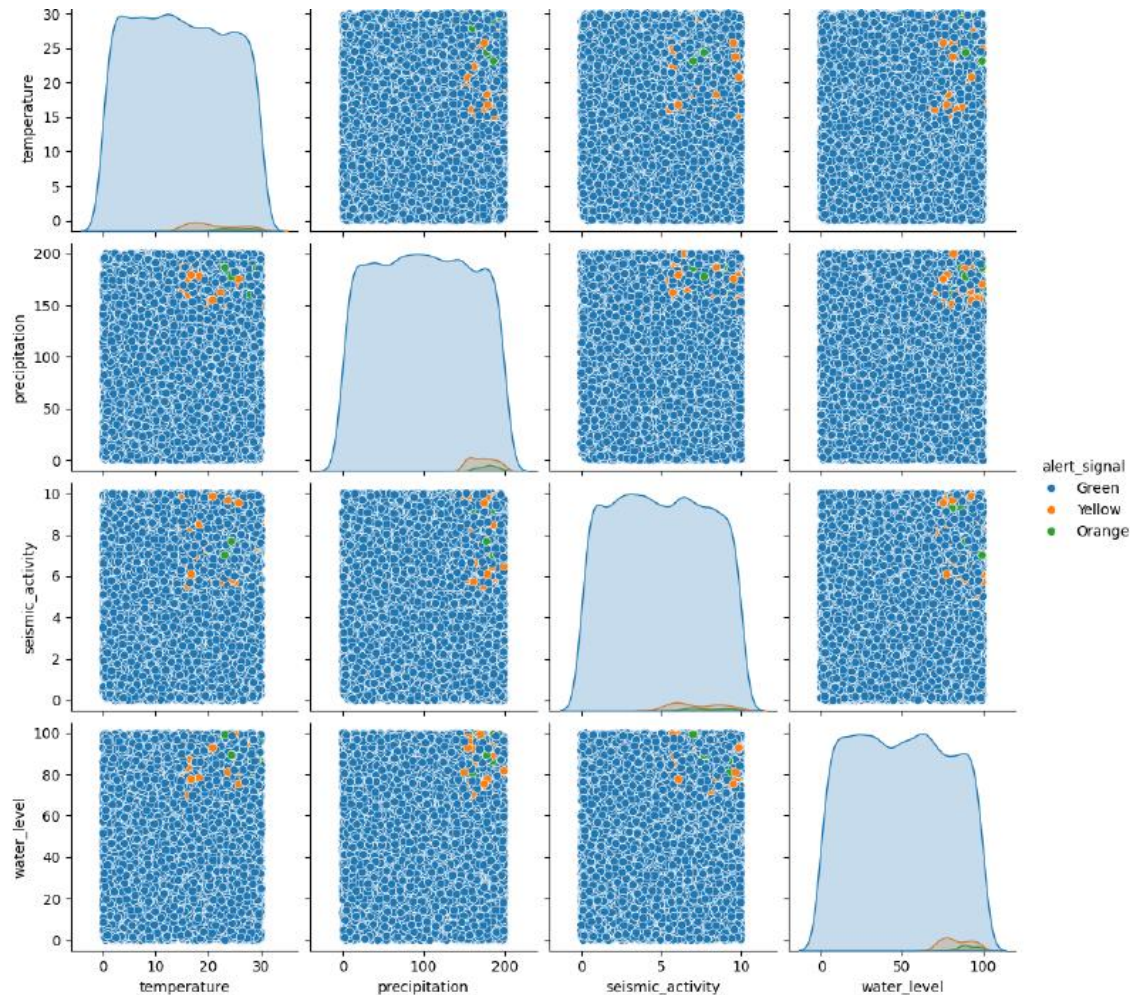 30
25
20
15
10
5
0
temperature
200
150
100
50
0
precipitation
10
8
6
4
2
0
seismic_activity
100
80
60
40
20
0
water_level
0 10 20 30
temperature
0 100 200
precipitation
0 5 10
seismic_activity
0 50 100
water_level
alert_signal
Green
Yellow
Orange